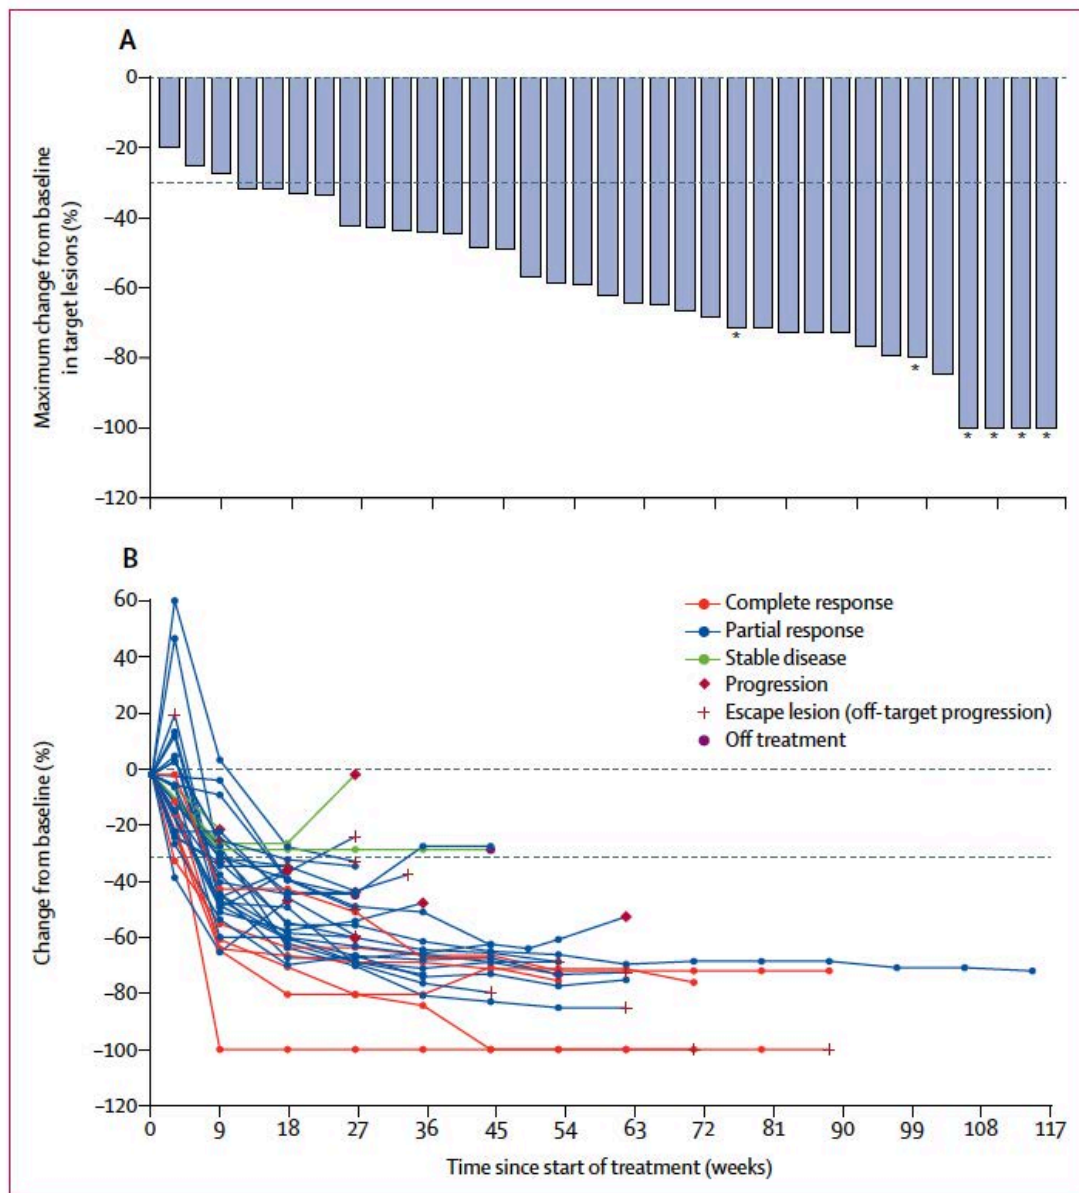 A
0
−20
−40
−60
−80
−100
−120
Maximum change from baseline
in target lesions (%)
*
*
* * * *
B
60
40
20
0
−20
−40
−60
−80
−100
−120
Change from baseline (%)
Complete response
Partial response
Stable disease
Progression
Escape lesion (off-target progression)
Off treatment
0 9 18 27 36 45 54 63 72 81 90 99 108 117
Time since start of treatment (weeks)